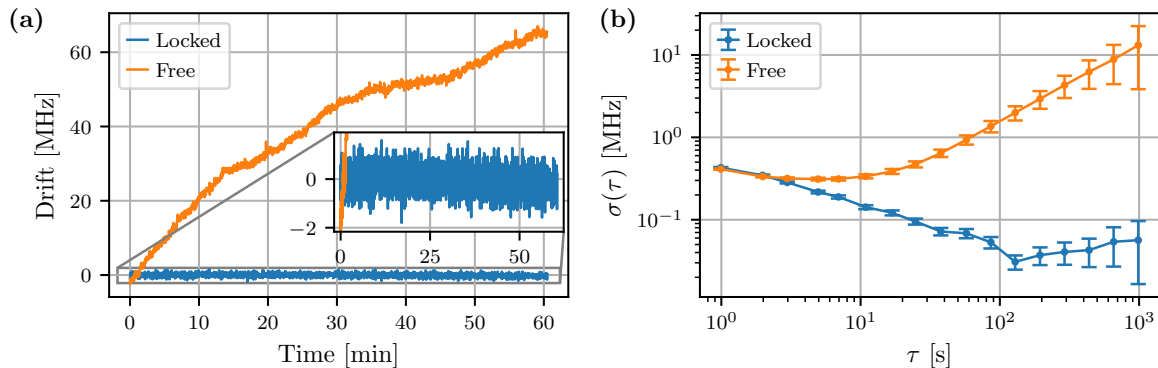 (a)
Locked
Free
Drift [MHz]
60
40
20
0
0
−2
0
25
50
0
10
20
30
40
50
60
Time [min]
(b)
Locked
Free
σ(τ) [MHz]
10¹
10⁰
10⁻¹
10⁰
10¹
10²
10³
τ [s]